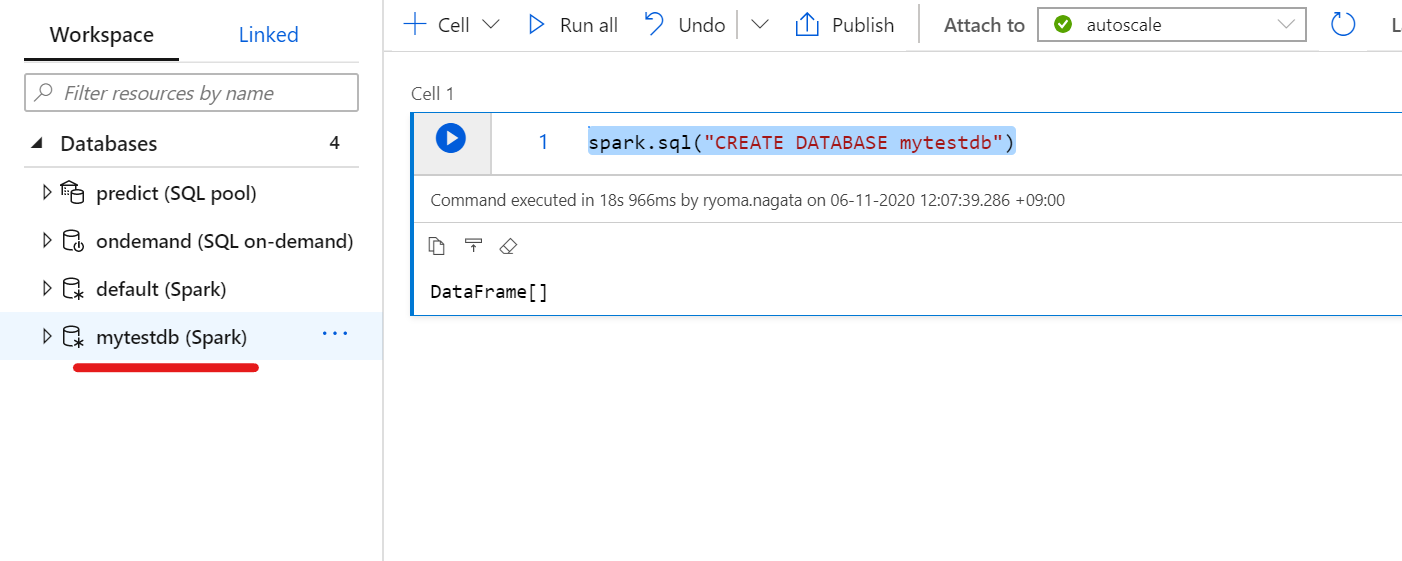 Workspace Linked
Filter resources by name
Databases 4
predict (SQL pool)
ondemand (SQL on-demand)
default (Spark)
mytestdb (Spark) ...
Cell Run all Undo Publish Attach to autoscale
Cell 1
1 spark.sql("CREATE DATABASE mytestdb")
Command executed in 18s 966ms by ryoma.nagata on 06-11-2020 12:07:39.286 +09:00
DataFrame[]